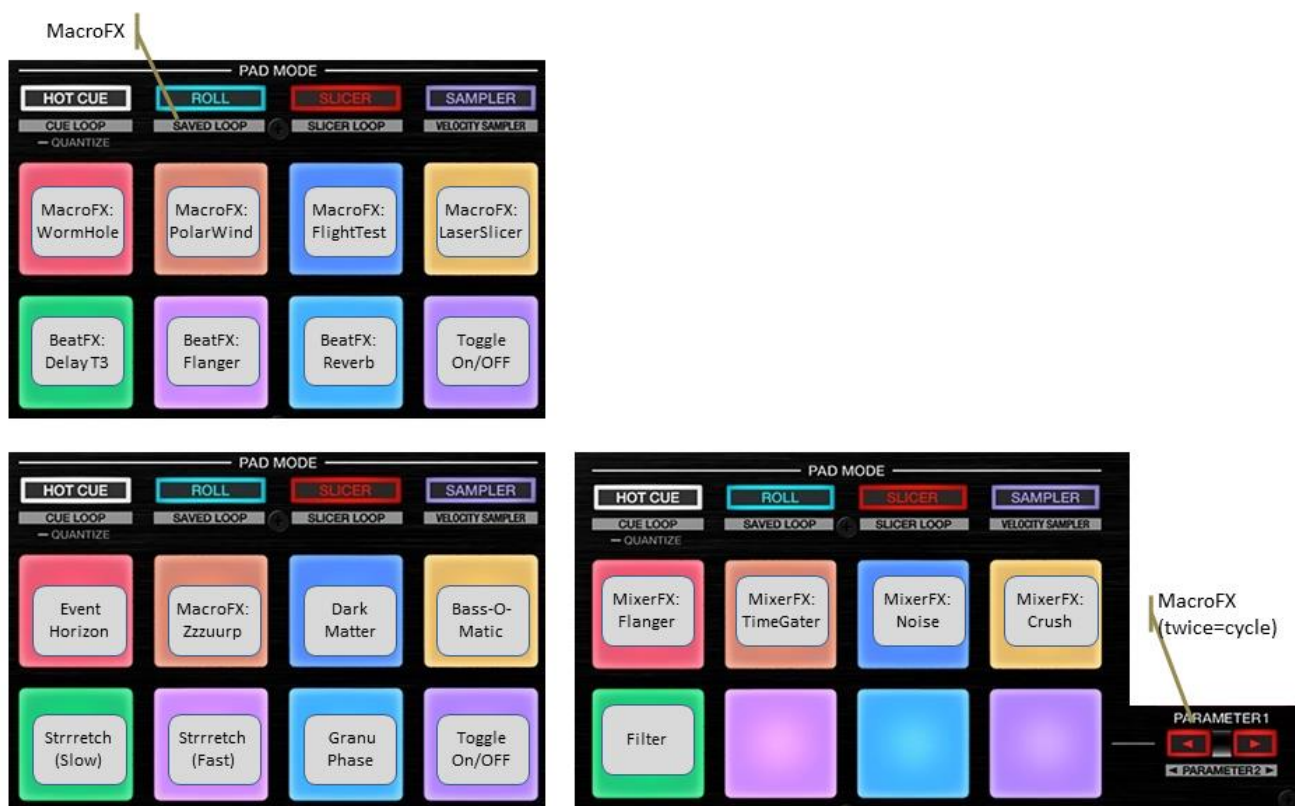 MacroFX
PAD MODE
HOT CUE ROLL SLICER SAMPLER
CUE LOOP SAVED LOOP SLICER LOOP VELOCITY SAMPLER
— QUANTIZE
MacroFX: MacroFX: MacroFX: MacroFX:
WormHole PolarWind FlightTest LaserSlicer
BeatFX: BeatFX: BeatFX: Toggle
Delay T3 Flanger Reverb On/OFF
PAD MODE
HOT CUE ROLL SLICER SAMPLER
CUE LOOP SAVED LOOP SLICER LOOP VELOCITY SAMPLER
— QUANTIZE
Event MacroFX: Dark Bass-O-
Horizon Zzzuurp Matter Matic
Strrretch Strrretch Granu Toggle
(Slow) (Fast) Phase On/OFF
PAD MODE
HOT CUE ROLL SLICER SAMPLER
CUE LOOP SAVED LOOP SLICER LOOP VELOCITY SAMPLER
— QUANTIZE
MixerFX: MixerFX: MixerFX: MixerFX:
Flanger TimeGater Noise Crush
Filter
MacroFX
(twice=cycle)
PARAMETER1
◄ ►
◄ PARAMETER2 ►